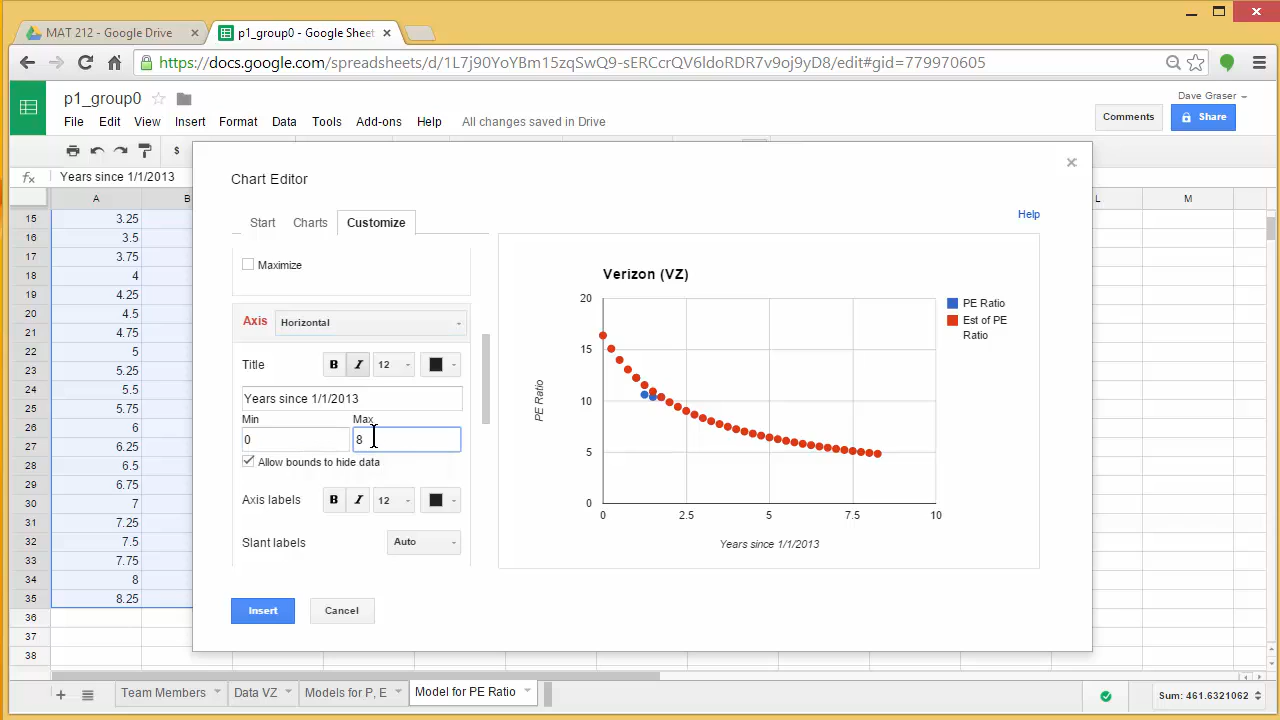 MAT 212 - Google Drive
p1_group0 - Google Sheet
https://docs.google.com/spreadsheets/d/1L7j90YoYBm15zqSwQ9-sERCcrQV6ldoRDR7v9oj9yD8/edit#gid=779970605
p1_group0
Dave Graser
File Edit View Insert Format Data Tools Add-ons Help All changes saved in Drive
Comments
Share
$
fx Years since 1/1/2013
A B L M
15 3.25
16 3.5
17 3.75
18 4
19 4.25
20 4.5
21 4.75
22 5
23 5.25
24 5.5
25 5.75
26 6
27 6.25
28 6.5
29 6.75
30 7
31 7.25
32 7.5
33 7.75
34 8
35 8.25
36
37
38
Chart Editor
Start Charts Customize
Help
Maximize
Axis Horizontal
Title B I 12
Years since 1/1/2013
Min Max
0 8
Allow bounds to hide data
Axis labels B I 12
Slant labels Auto
Insert Cancel
Verizon (VZ)
PE Ratio
20
15
10
5
0
0 2.5 5 7.5 10
Years since 1/1/2013
PE Ratio
Est of PE
Ratio
Team Members Data VZ Models for P, E Model for PE Ratio
Sum: 461.6321062